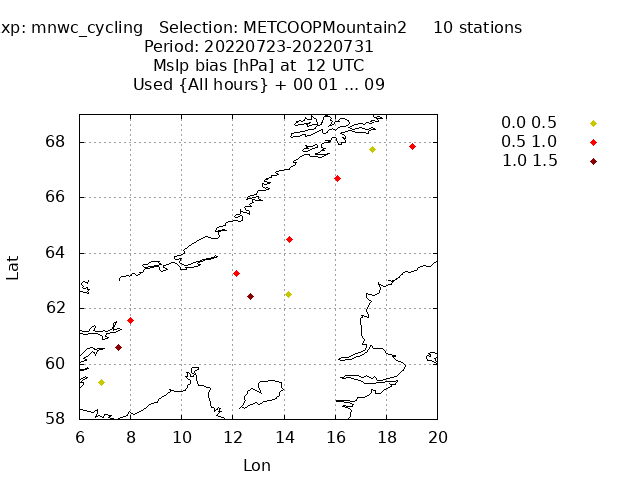 xp: mnwc_cycling   Selection: METCOOPMountain2     10 stations
Period: 20220723-20220731
Mslp bias [hPa] at  12 UTC
Used {All hours} + 00 01 ... 09
0.0 0.5
0.5 1.0
1.0 1.5
68
66
64
62
60
58
Lat
6 8 10 12 14 16 18 20
Lon